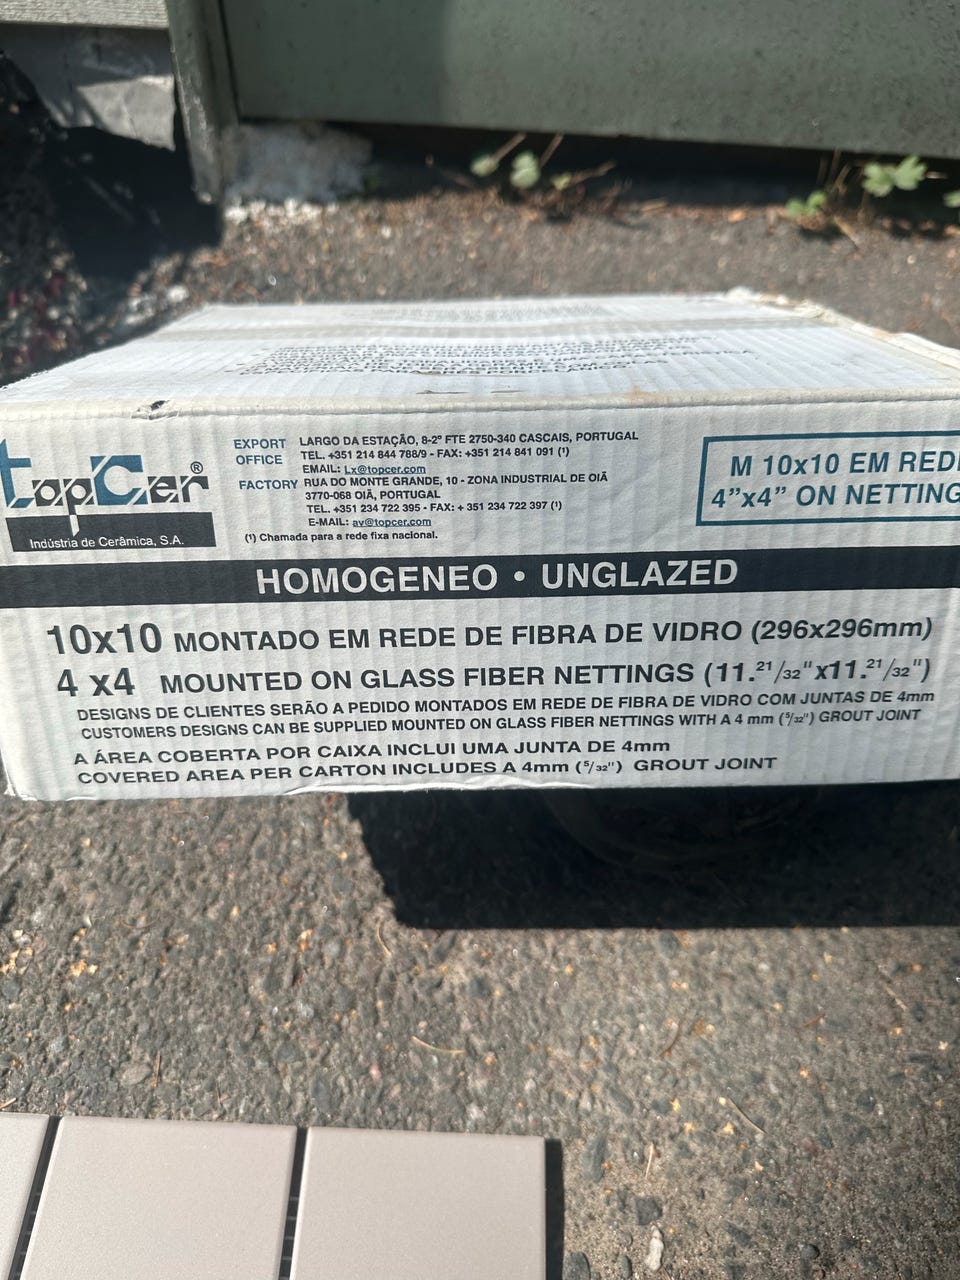 topCer®
Indústria de Cerâmica, S.A.
EXPORT OFFICE
LARGO DA ESTAÇÃO, 8-2º FTE 2750-340 CASCAIS, PORTUGAL
TEL. +351 214 844 788/9 - FAX: +351 214 841 091 (¹)
EMAIL: Lx@topcer.com
FACTORY
RUA DO MONTE GRANDE, 10 - ZONA INDUSTRIAL DE OIÃ
3770-068 OIÃ, PORTUGAL
TEL. +351 234 722 395 - FAX: + 351 234 722 397 (¹)
E-MAIL: av@topcer.com
(¹) Chamada para a rede fixa nacional.
M 10x10 EM RED
4”x4” ON NETTING
HOMOGENEO • UNGLAZED
10x10 MONTADO EM REDE DE FIBRA DE VIDRO (296x296mm)
4 x4 MOUNTED ON GLASS FIBER NETTINGS (11.²¹/₃₂"x11.²¹/₃₂")
DESIGNS DE CLIENTES SERÃO A PEDIDO MONTADOS EM REDE DE FIBRA DE VIDRO COM JUNTAS DE 4mm
CUSTOMERS DESIGNS CAN BE SUPPLIED MOUNTED ON GLASS FIBER NETTINGS WITH A 4 mm (⁵/₃₂") GROUT JOINT
A ÁREA COBERTA POR CAIXA INCLUI UMA JUNTA DE 4mm
COVERED AREA PER CARTON INCLUDES A 4mm (⁵/₃₂") GROUT JOINT